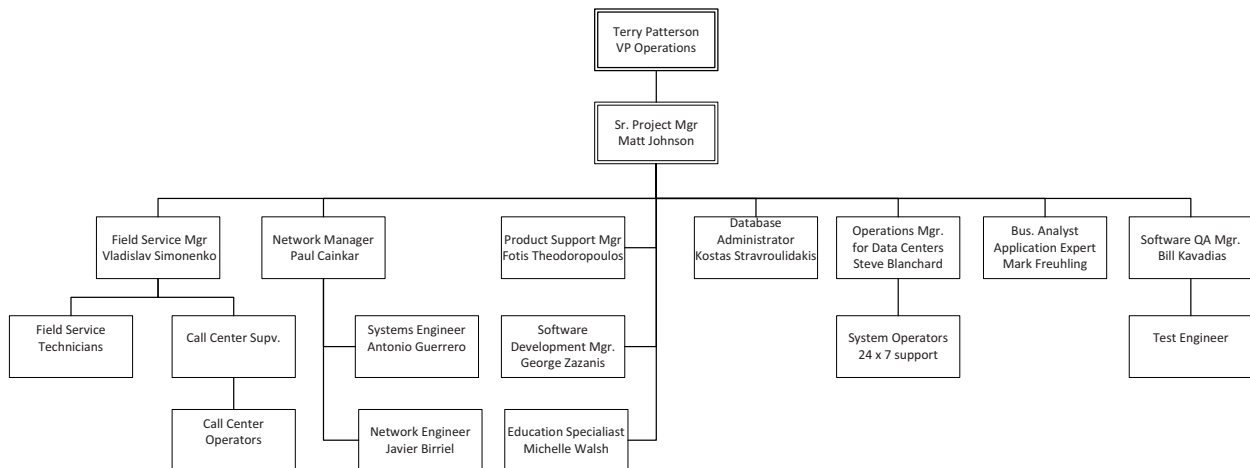 Terry Patterson
VP Operations
Sr. Project Mgr
Matt Johnson
Field Service Mgr
Vladislav Simonenko
Network Manager
Paul Cainkar
Product Support Mgr
Fotis Theodoropoulos
Database
Administrator
Kostas Stravroulidakis
Operations Mgr.
for Data Centers
Steve Blanchard
Bus. Analyst
Application Expert
Mark Freuhling
Software QA Mgr.
Bill Kavadias
Field Service
Technicians
Call Center Supv.
Systems Engineer
Antonio Guerrero
Software
Development Mgr.
George Zazanis
System Operators
24 x 7 support
Test Engineer
Call Center
Operators
Network Engineer
Javier Birriel
Education Specialiast
Michelle Walsh